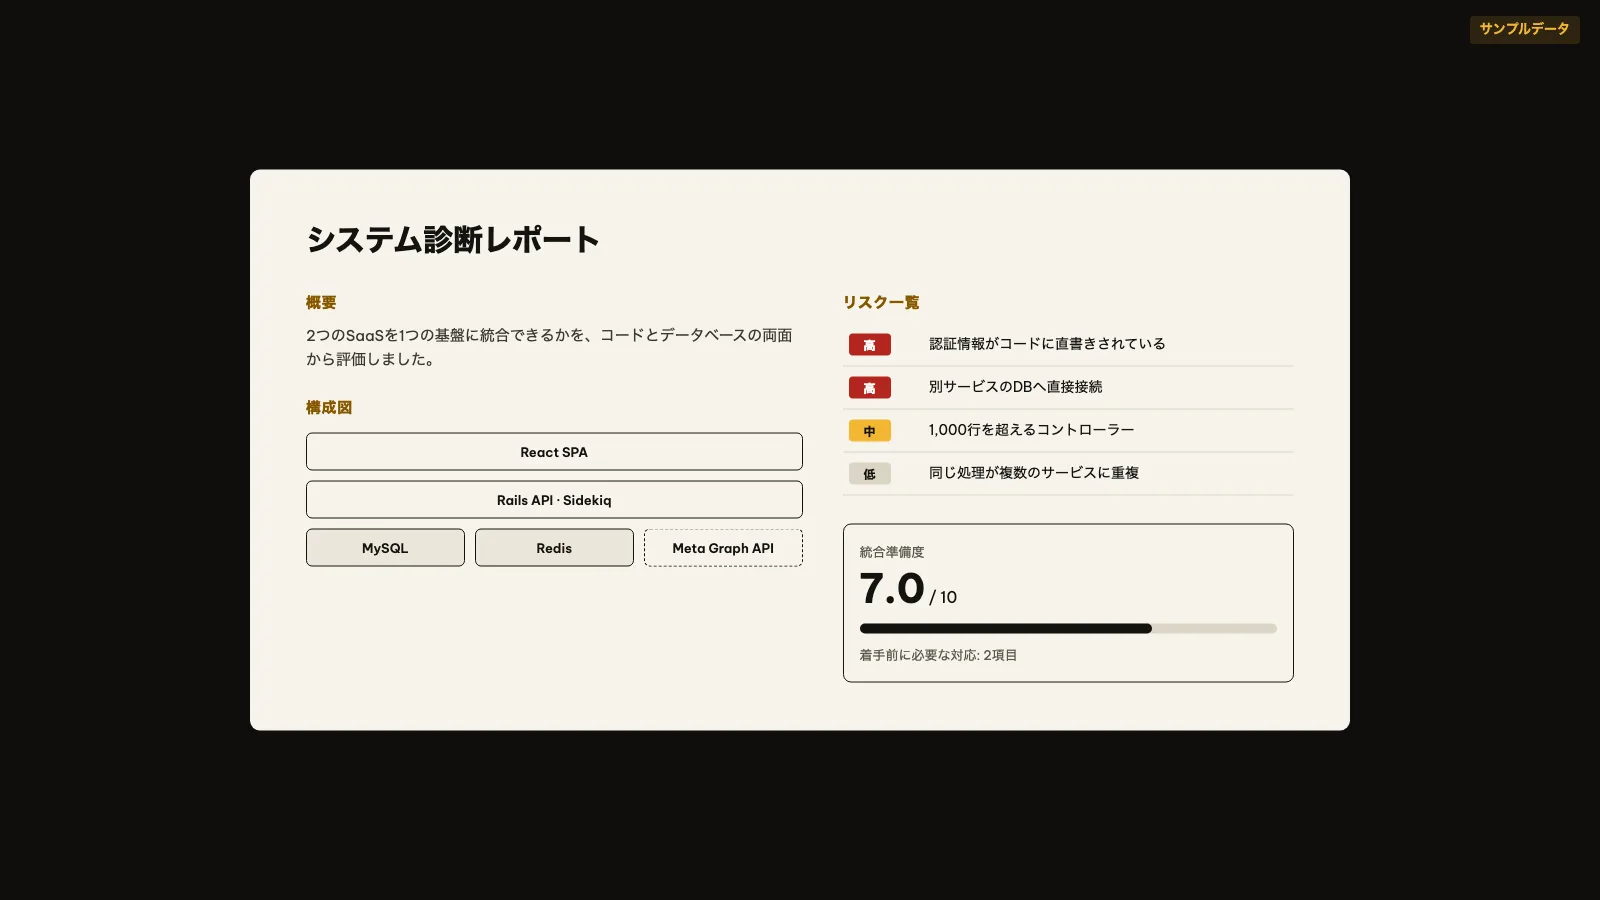 サンプルデータ
システム診断レポート
概要
2つのSaaSを1つの基盤に統合できるかを、コードとデータベースの両面
から評価しました。
構成図
React SPA
Rails API · Sidekiq
MySQL
Redis
Meta Graph API
リスク一覧
高 認証情報がコードに直書きされている
高 別サービスのDBへ直接接続
中 1,000行を超えるコントローラー
低 同じ処理が複数のサービスに重複
統合準備度
7.0 / 10
着手前に必要な対応: 2項目